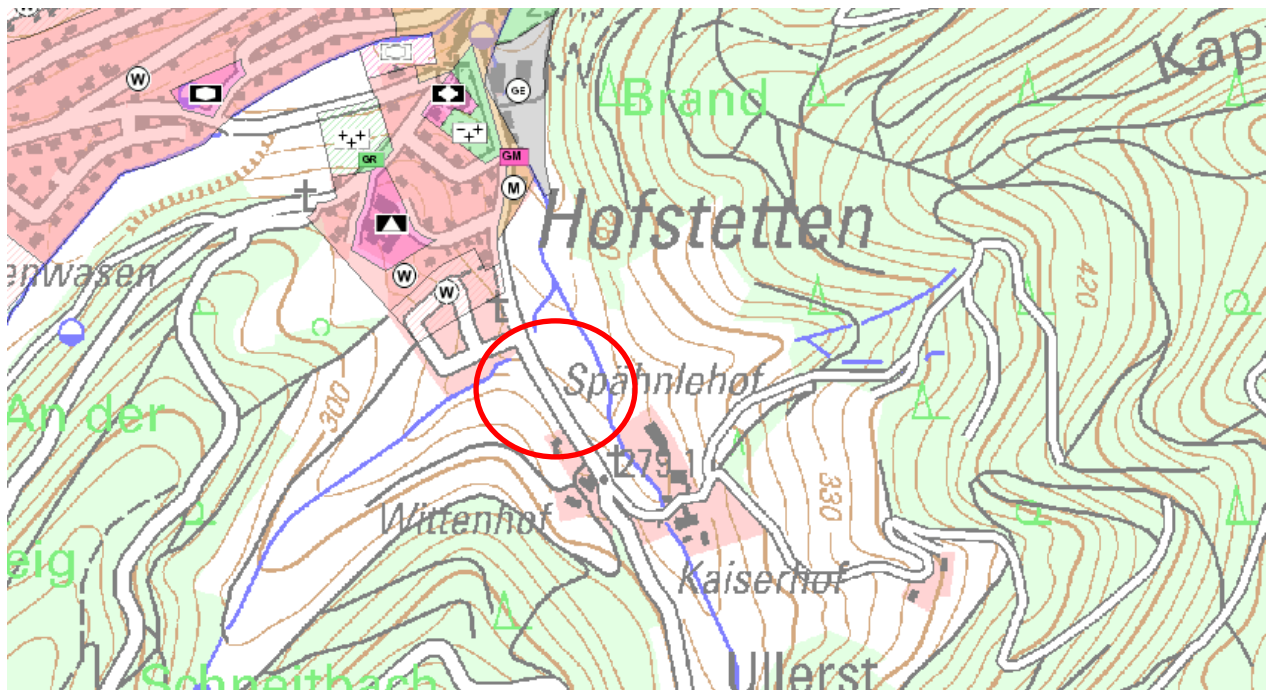 Kap
W
GE
Brand
GR
GM
M
Hofstetten
280
enwasen
W
W
420
Spähnlehof
An der
300
279,1
330
Wittenhof
eig
Kaiserhof
Ullerst
Schneitbach